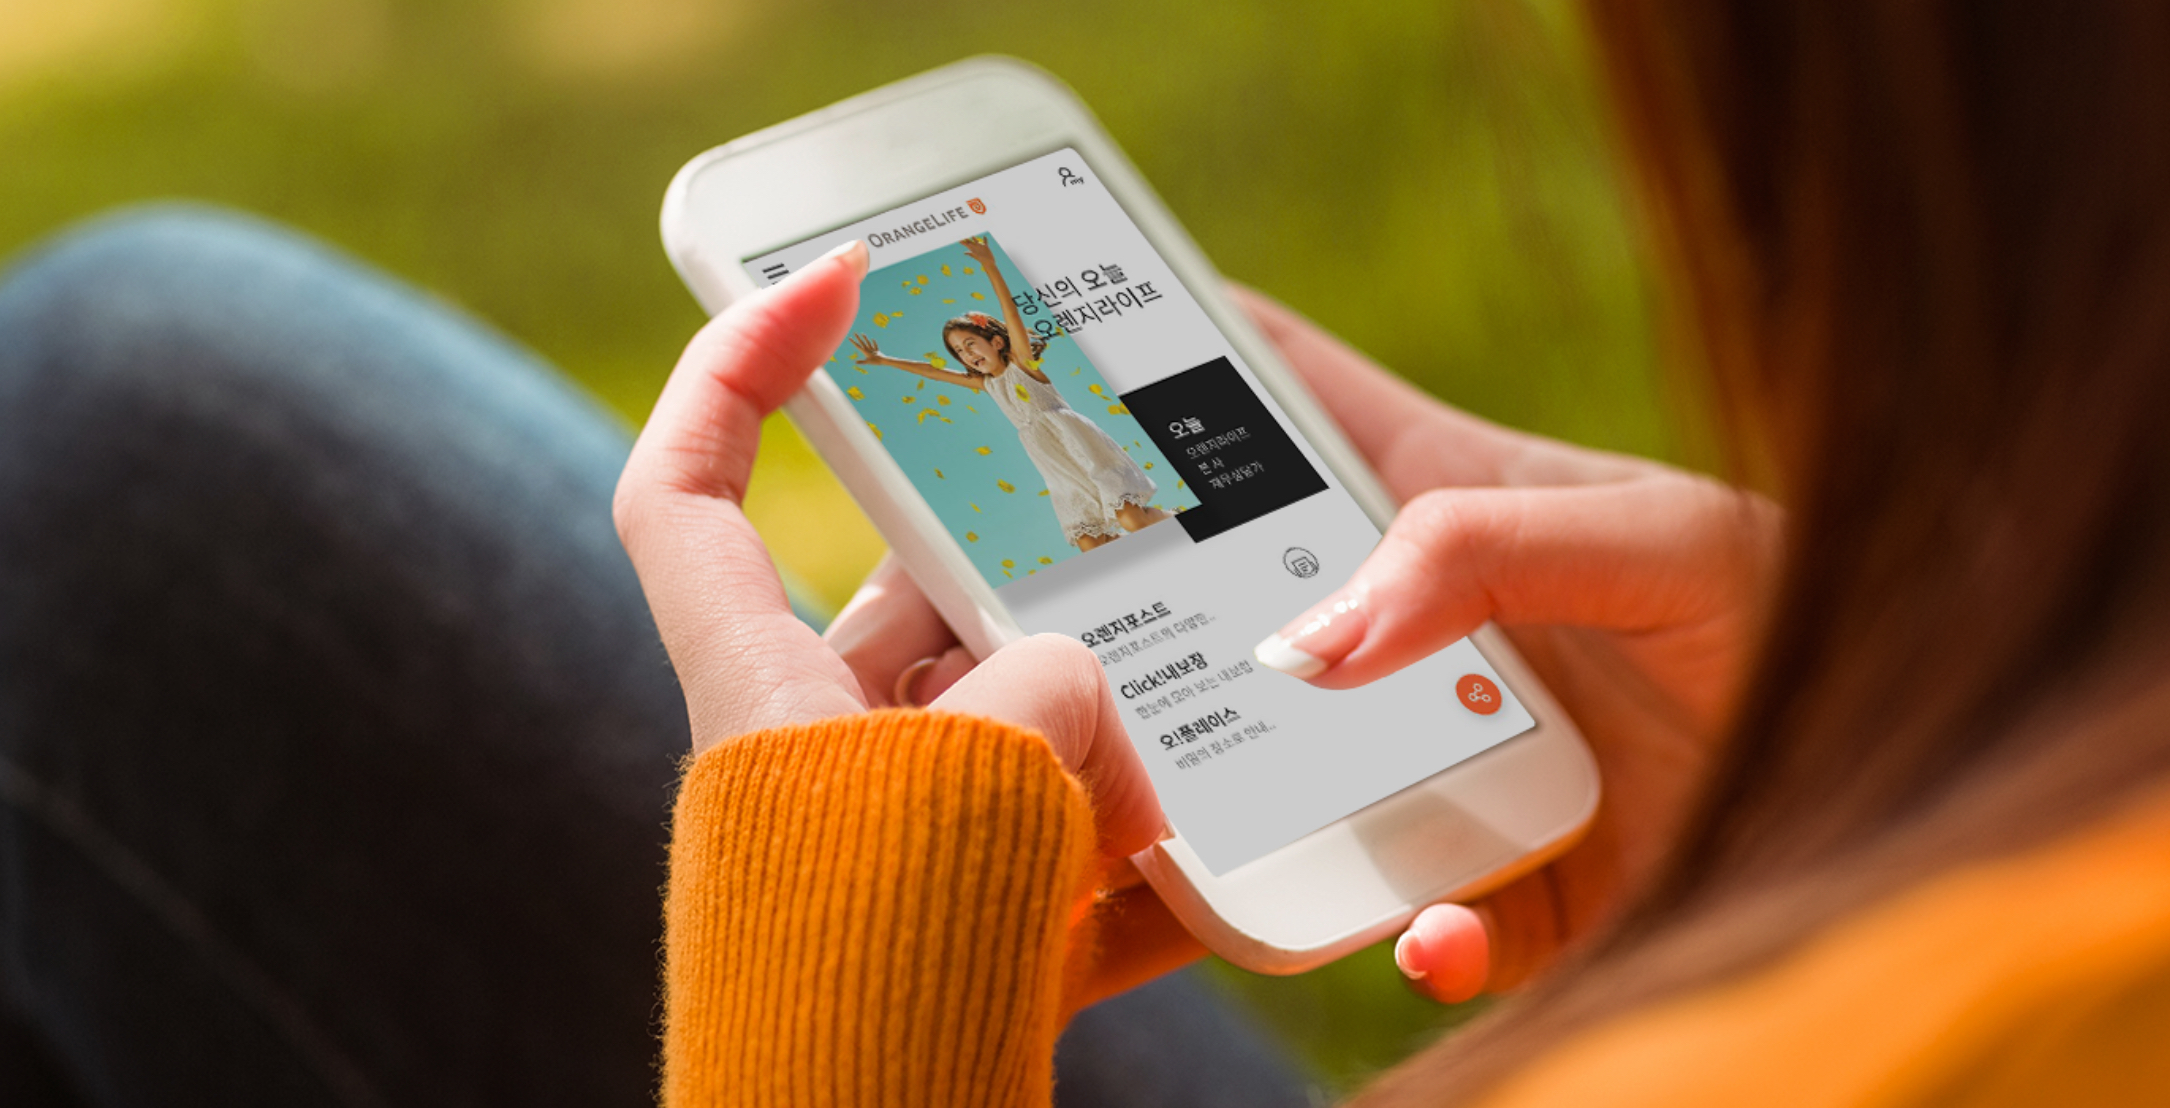 my
ORANGELIFE
당신의 오늘
오렌지라이프
오늘
오렌지라이프
본 사
재무상담가
오렌지포스트
오렌지포스트의 다양한..
Click!내보장
한눈에 모아 보는 내보험
오!플레이스
비밀의 장소로 안내..